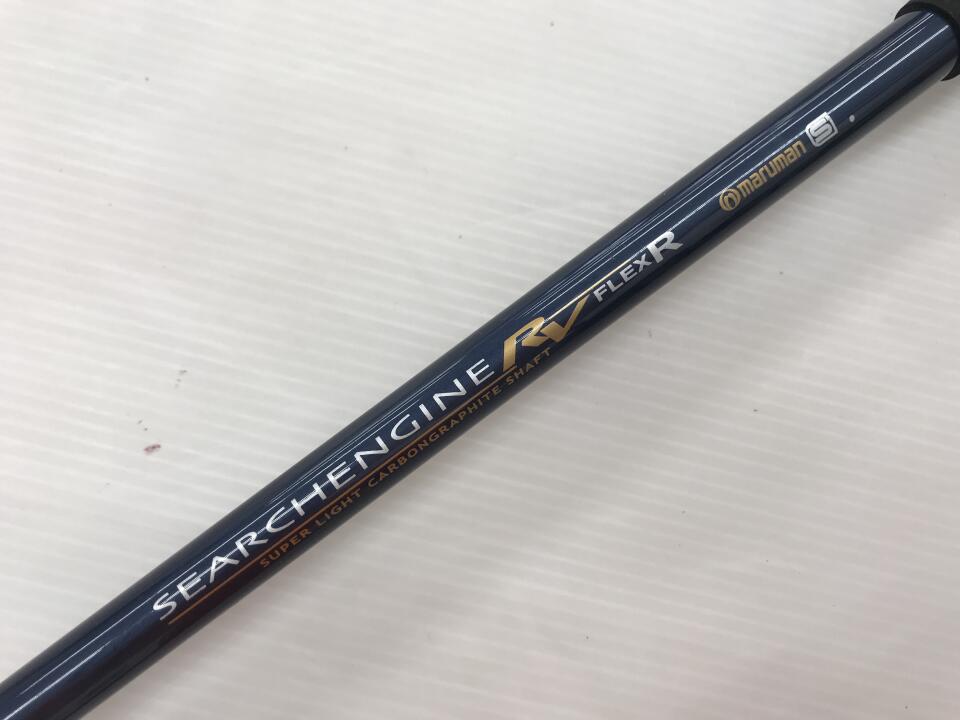 SEARCHENGINE RV FLEX R
SUPER LIGHT CARBONGRAPHITE SHAFT
maruman S